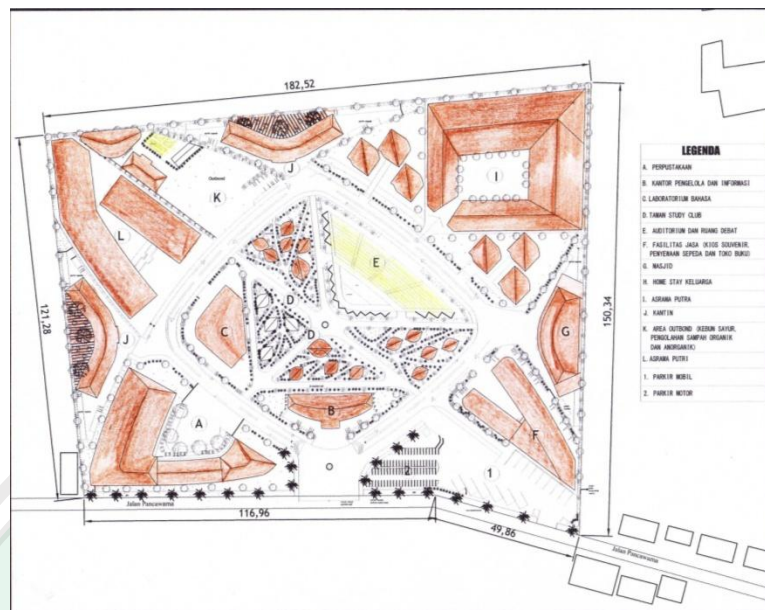 182,52
121,28
150,34
116,96
49,86
Jalan Pancawarna
Jalan Pancawarna
J
K
L
I
E
D
D
C
J
G
A
B
F
O
O
1
2
Outbond
LEGENDA
A. PERPUSTAKAAN
B. KANTOR PENGELOLA DAN INFORMASI
C. LABORATORIUM BAHASA
D. TAMAN STUDY CLUB
E. AUDITORIUN DAN RUANG DEBAT
F. FASILITAS JASA (KIOS SOUVENIR,
PENYEWAAN SEPEDA DAN TOKO BUKU)
G. MASJID
H. HOME STAY KELUARGA
I. ASRAMA PUTRA
J. KANTIN
K. AREA OUTBOND (KEBUN SAYUR,
PENGOLAHAN SAMPAH ORGANIK
DAN ANORGANIK)
L. ASRAMA PUTRI
1. PARKIR MOBIL
2. PARKIR MOTOR